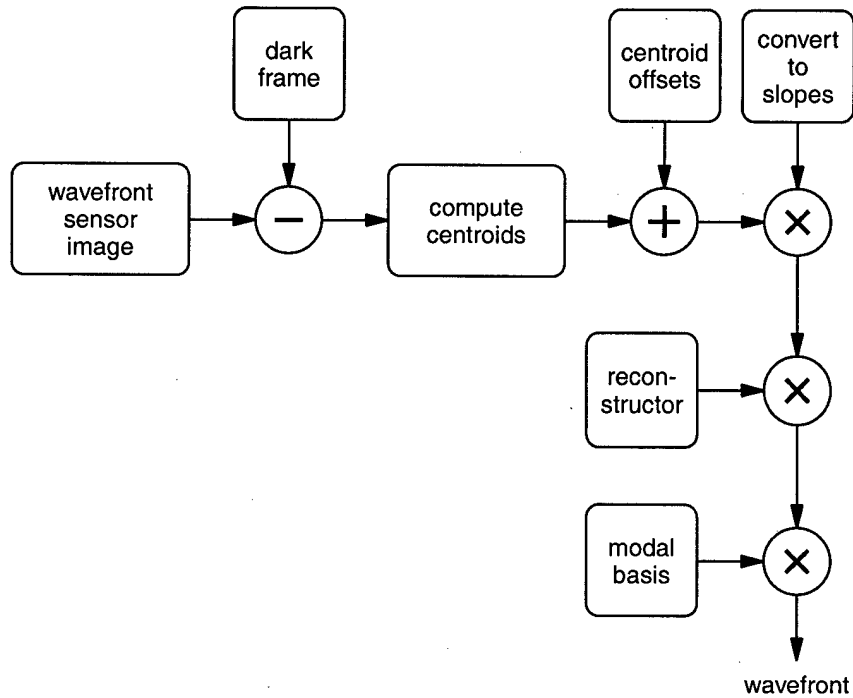 dark
frame
centroid
offsets
convert
to
slopes
wavefront
sensor
image
−
compute
centroids
+
×
recon-
structor
×
modal
basis
×
wavefront